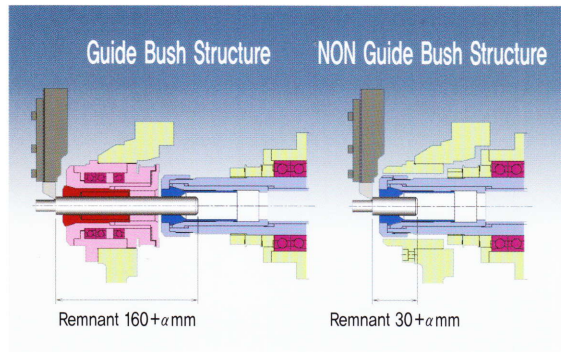 Guide Bush Structure
NON Guide Bush Structure
Remnant 160+αmm
Remnant 30+αmm